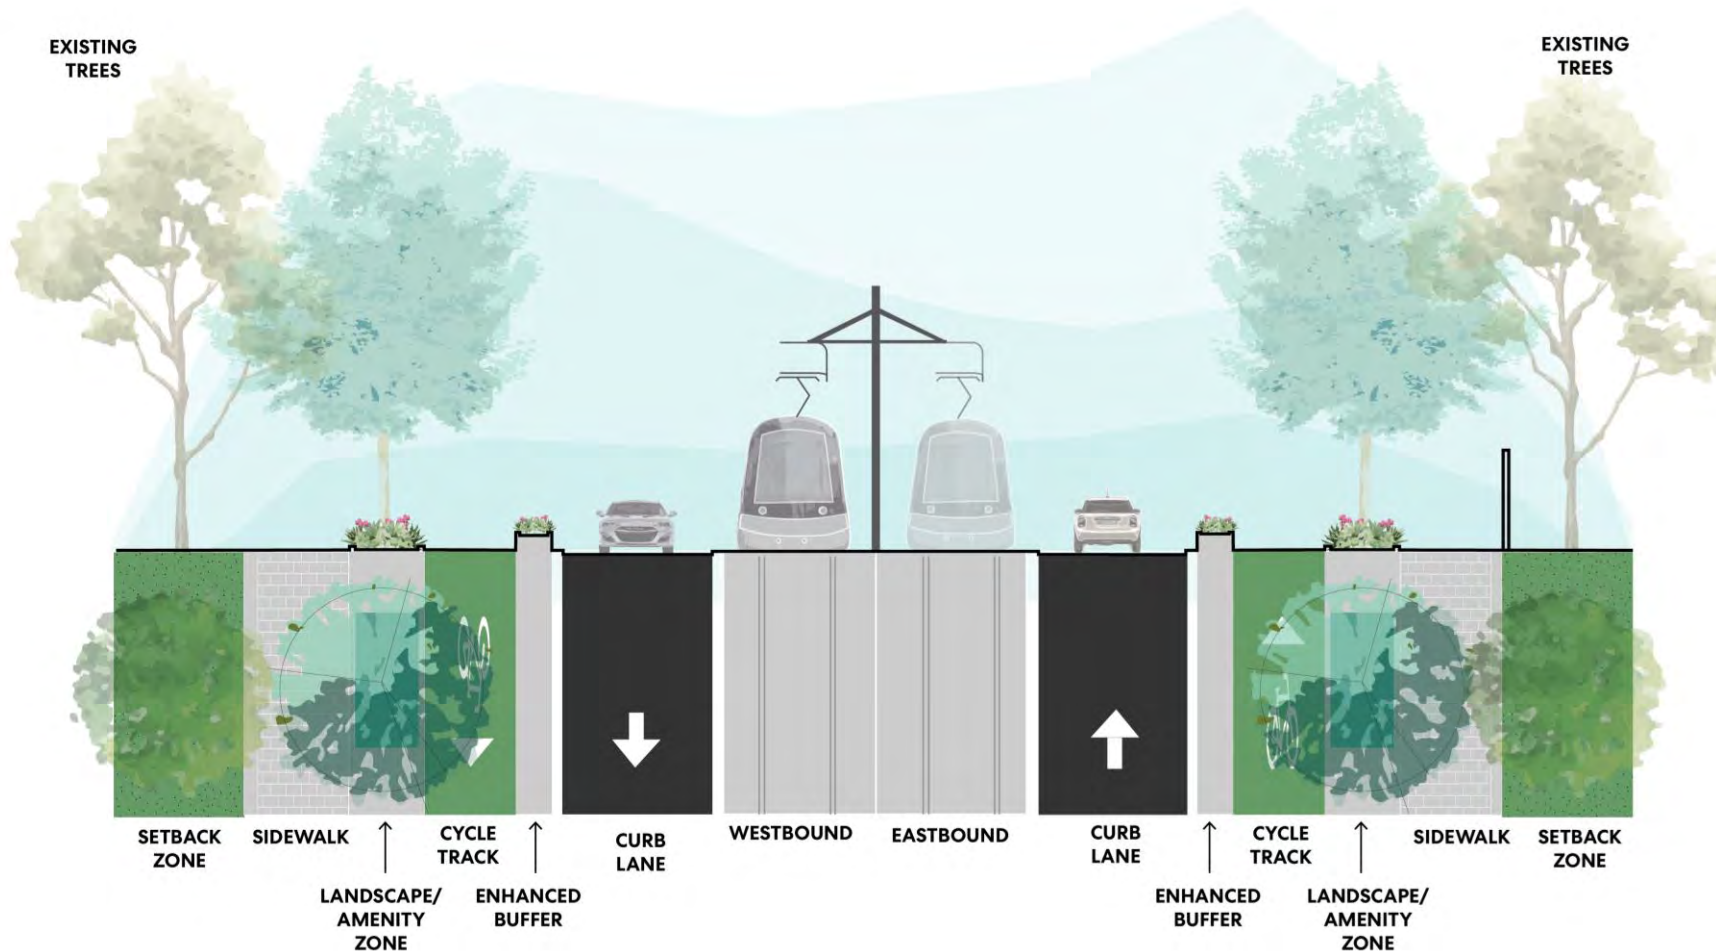 EXISTING
TREES
EXISTING
TREES
SETBACK
ZONE
SIDEWALK
LANDSCAPE/
AMENITY
ZONE
CYCLE
TRACK
ENHANCED
BUFFER
CURB
LANE
WESTBOUND
EASTBOUND
CURB
LANE
ENHANCED
BUFFER
CYCLE
TRACK
LANDSCAPE/
AMENITY
ZONE
SIDEWALK
SETBACK
ZONE